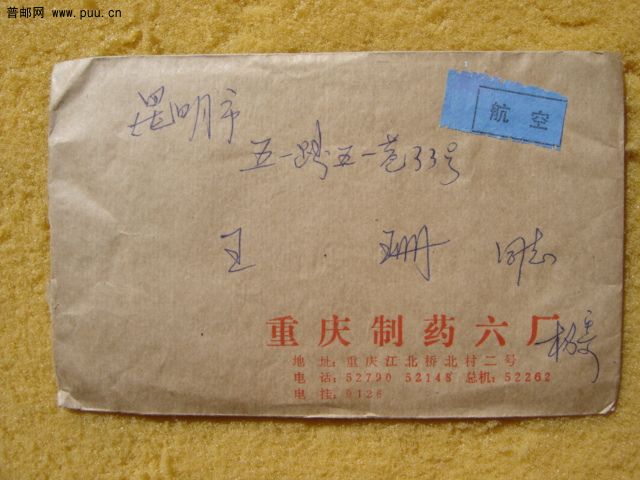 普邮网 www.puu.cn
航空
昆明市
五一路五一巷33号
王 珊 同志
重庆制药六厂
地址:重庆江北桥北村二号
电话:52790 52148 总机:52262
电挂:0126